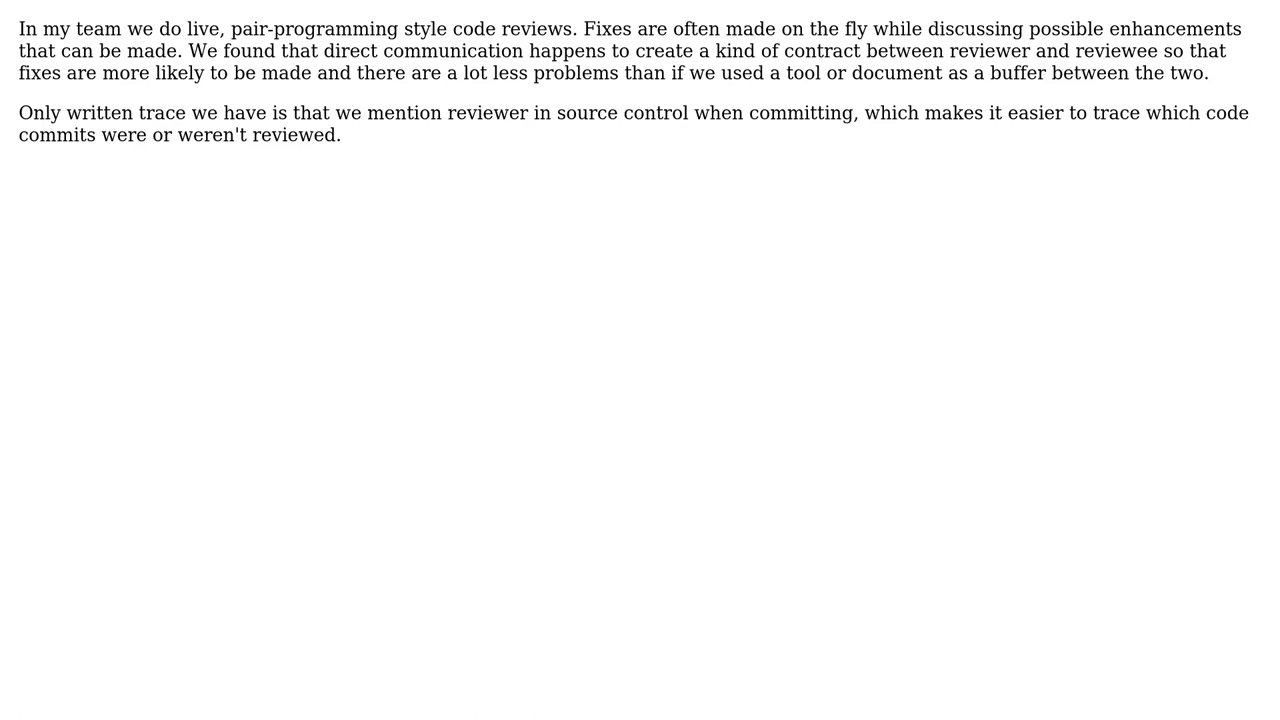 In my team we do live, pair-programming style code reviews. Fixes are often made on the fly while discussing possible enhancements
that can be made. We found that direct communication happens to create a kind of contract between reviewer and reviewee so that
fixes are more likely to be made and there are a lot less problems than if we used a tool or document as a buffer between the two.
Only written trace we have is that we mention reviewer in source control when committing, which makes it easier to trace which code
commits were or weren't reviewed.